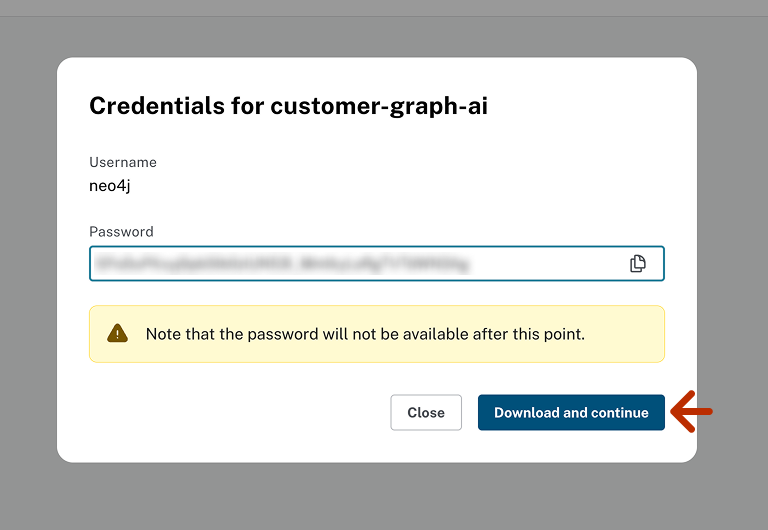 Credentials for customer-graph-ai
Username
neo4j
Password
Note that the password will not be available after this point.
Close
Download and continue